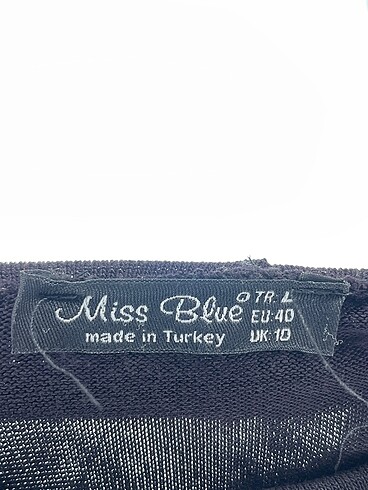 Miss Blue
made in Turkey
TR: L
EU:40
UK:10